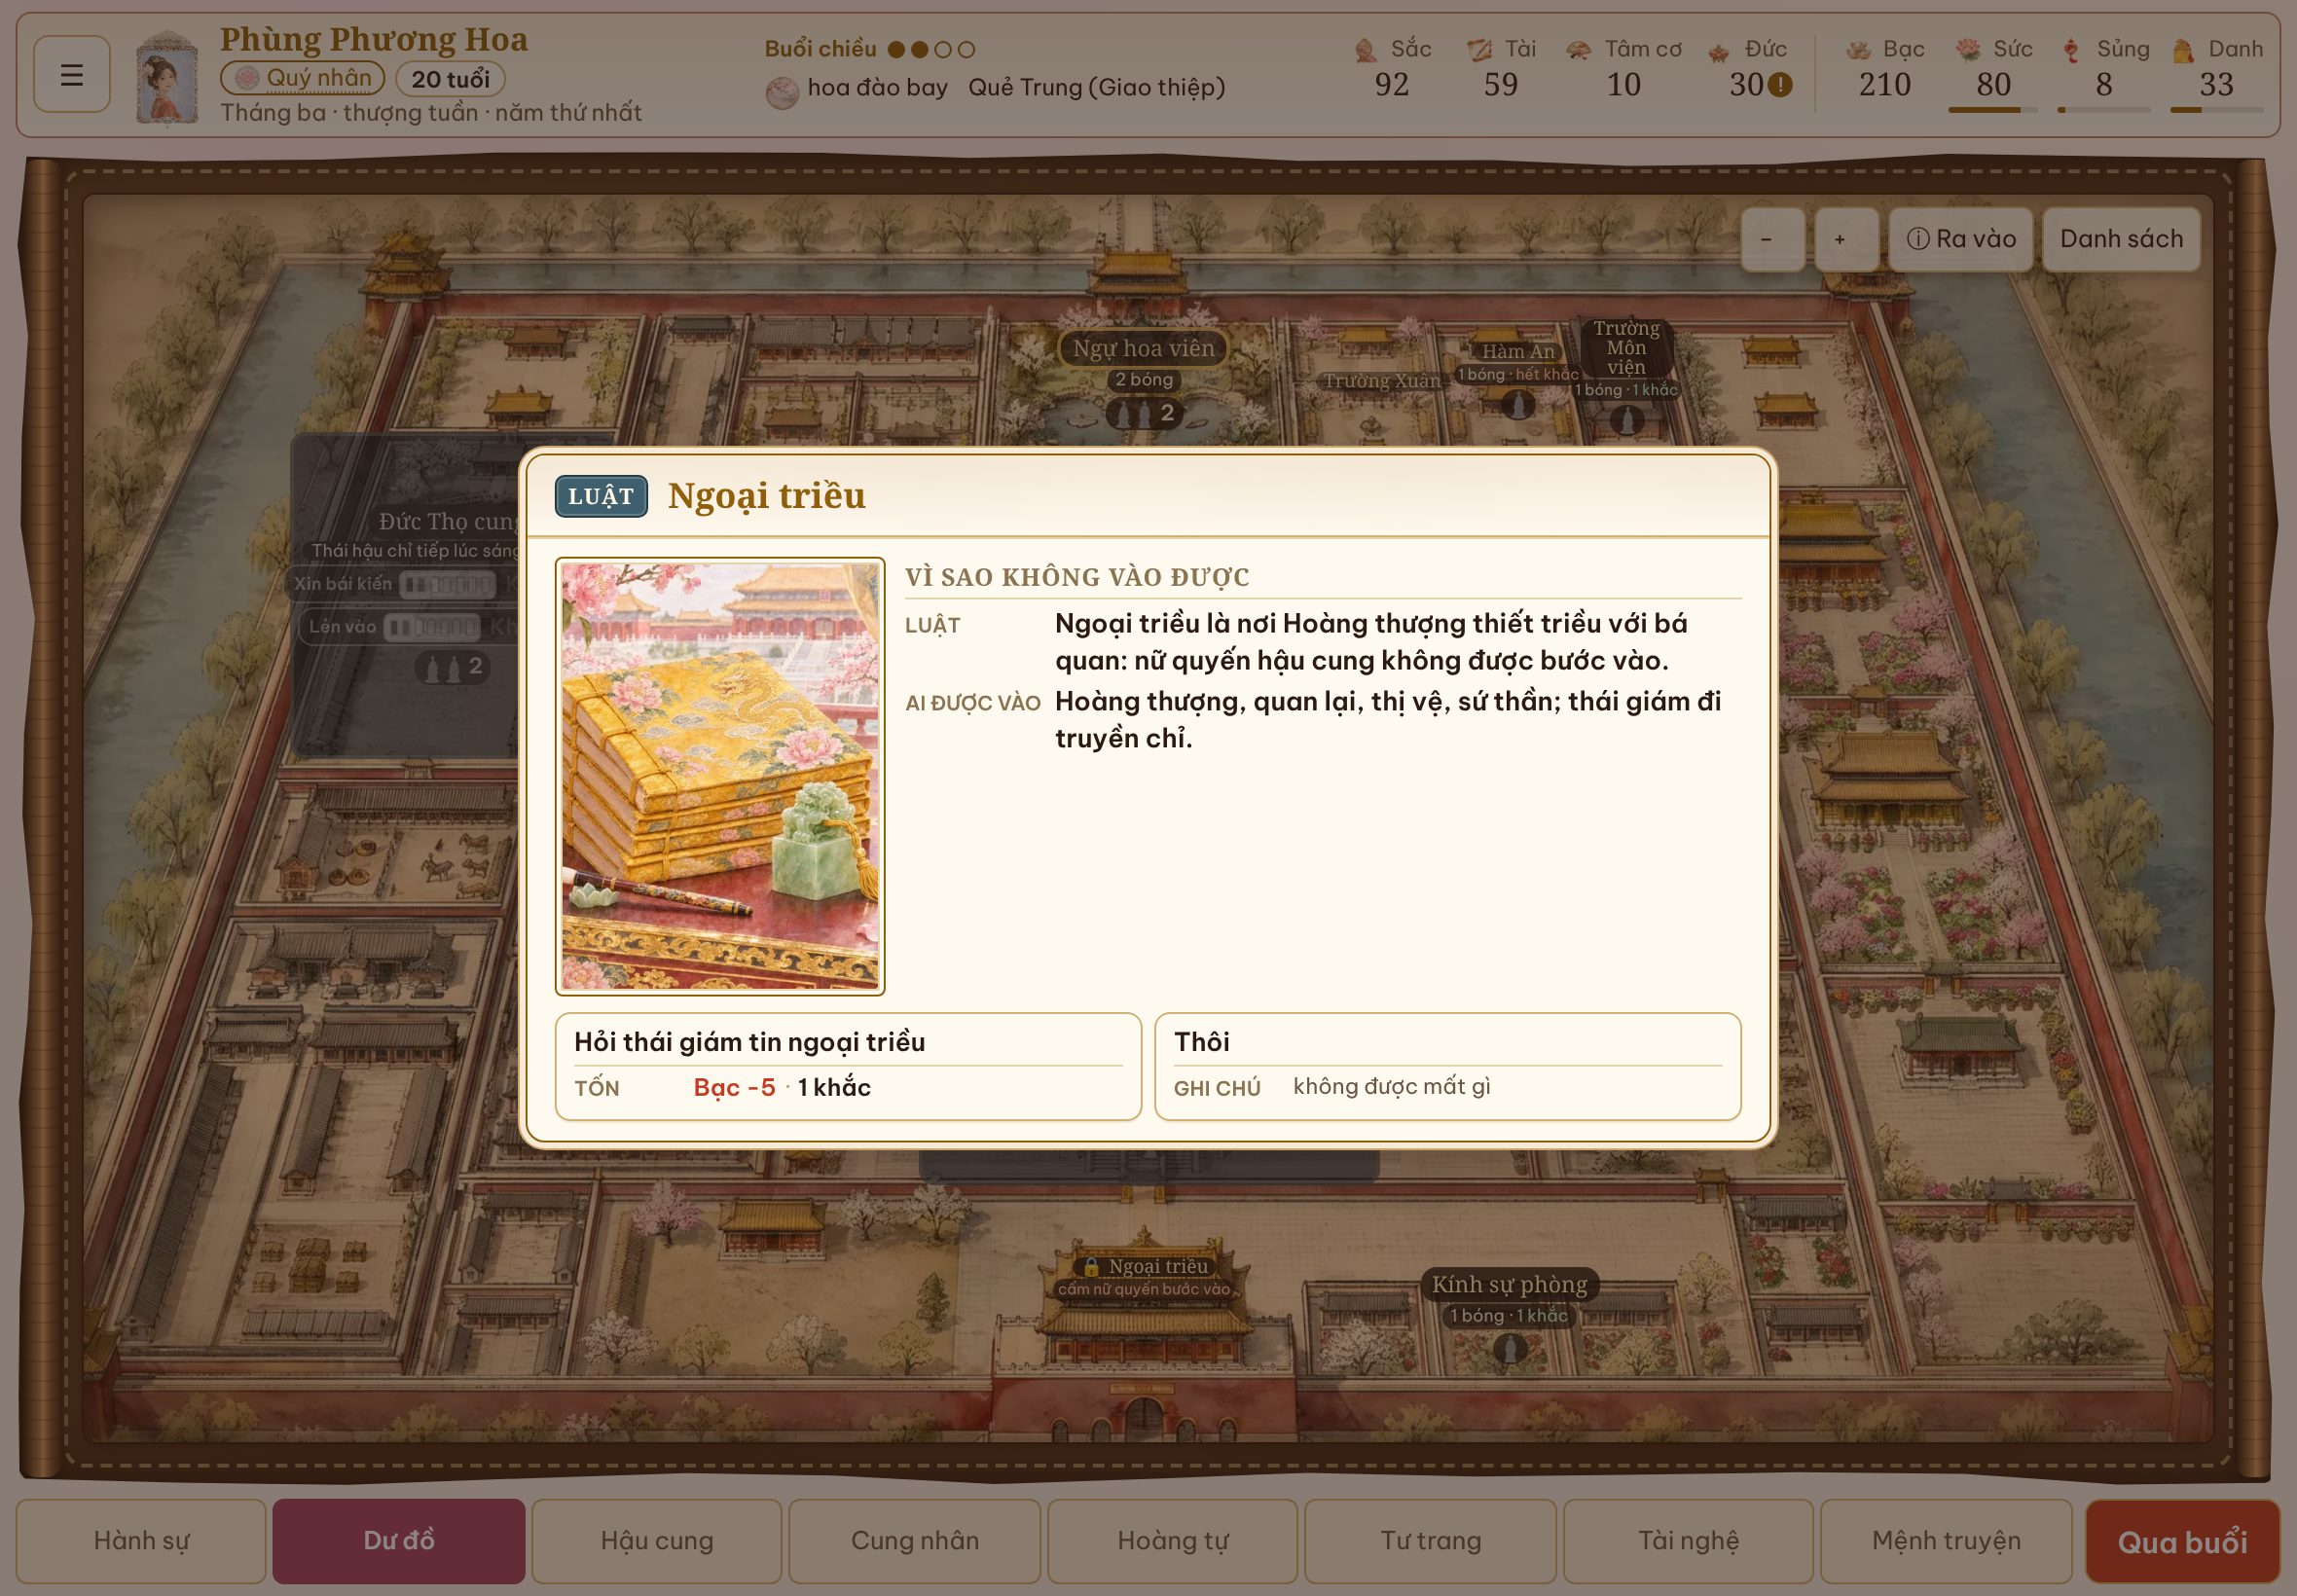 ☰
Phùng Phương Hoa
Quý nhân
20 tuổi
Tháng ba · thượng tuần · năm thứ nhất
Buổi chiều
hoa đào bay Quẻ Trung (Giao thiệp)
Sắc
92
Tài
59
Tâm cơ
10
Đức
30 !
Bạc
210
Sức
80
Sủng
8
Danh
33
−
+
ⓘ Ra vào
Danh sách
Ngự hoa viên
2 bóng
2
Trường Xuân
Hàm An
1 bóng · hết khắc
Trường
Môn
viện
1 bóng · 1 khắc
Đức Thọ cung
Thái hậu chỉ tiếp lúc sáng
Xin bái kiến
Lẻn vào
2
LUẬT
Ngoại triều
VÌ SAO KHÔNG VÀO ĐƯỢC
LUẬT
Ngoại triều là nơi Hoàng thượng thiết triều với bá
quan: nữ quyến hậu cung không được bước vào.
AI ĐƯỢC VÀO
Hoàng thượng, quan lại, thị vệ, sứ thần; thái giám đi
truyền chỉ.
Hỏi thái giám tin ngoại triều
TỐN Bạc -5 · 1 khắc
Thôi
GHI CHÚ không được mất gì
Ngoại triều
cấm nữ quyến bước vào
Kính sự phòng
1 bóng · 1 khắc
Hành sự
Dư đồ
Hậu cung
Cung nhân
Hoàng tự
Tư trang
Tài nghệ
Mệnh truyện
Qua buổi